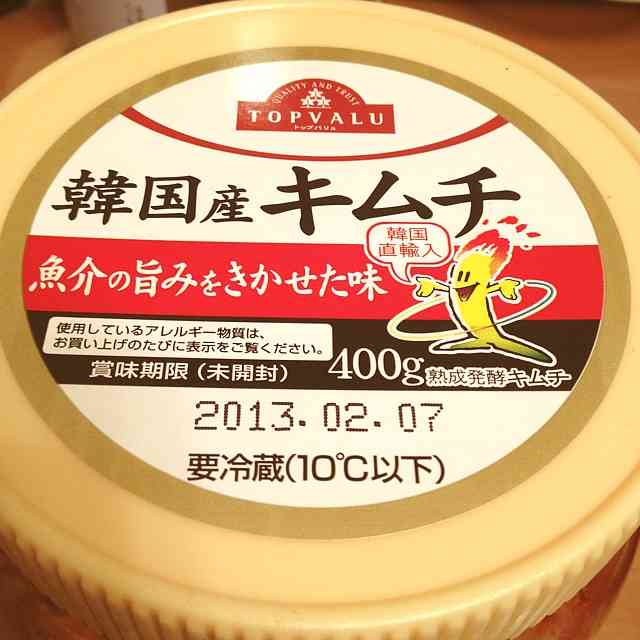 QUALITY AND TRUST
TOPVALU
トップバリュ
韓国産キムチ
韓国
直輸入
魚介の旨みをきかせた味
使用しているアレルギー物質は、
お買い上げのたびに表示をご覧ください。
400g
熟成発酵キムチ
賞味期限(未開封)
2013.02.07
要冷蔵(10℃以下)